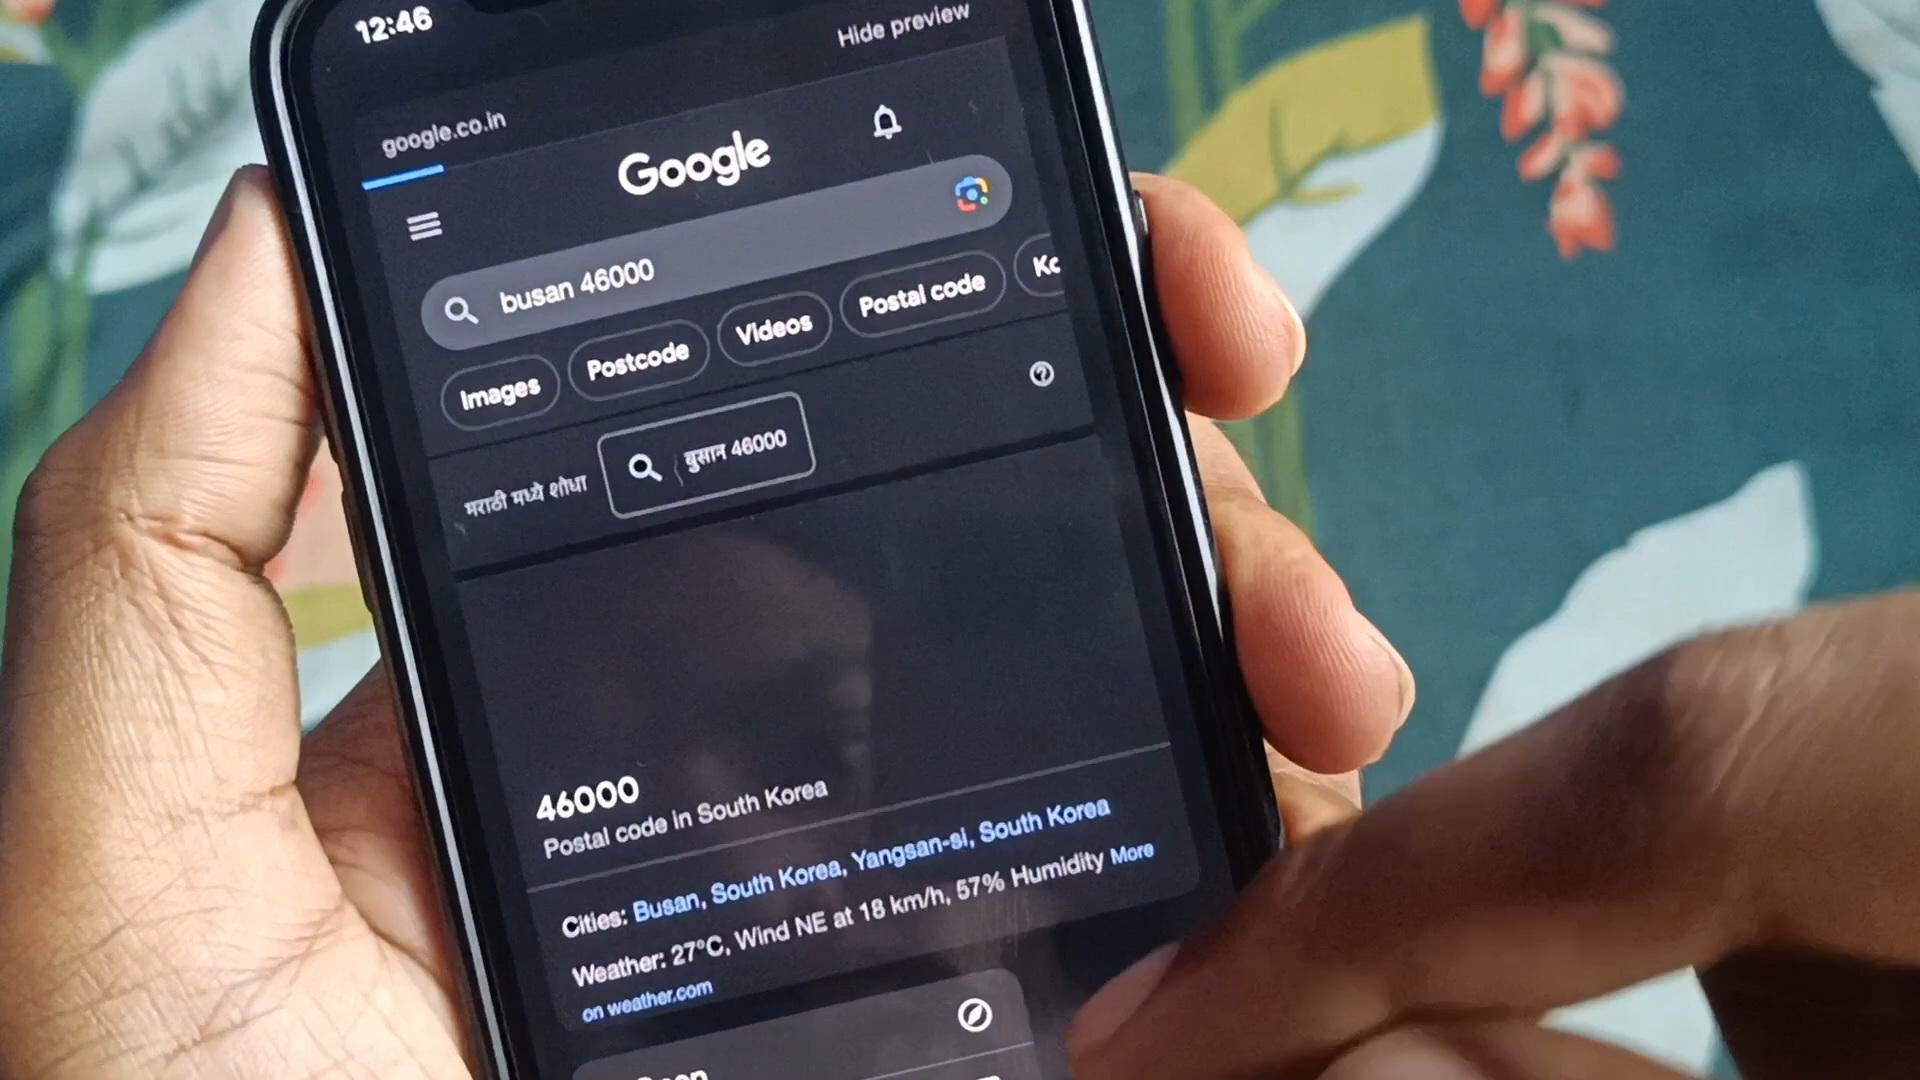 12:46
Hide preview
google.co.in
Google
busan 46000
Images Postcode Videos Postal code
मराठी मध्ये शोधा बुसान 46000
46000
Postal code in South Korea
Cities: Busan, South Korea, Yangsan-si, South Korea
Weather: 27°C, Wind NE at 18 km/h, 57% Humidity More
on weather.com